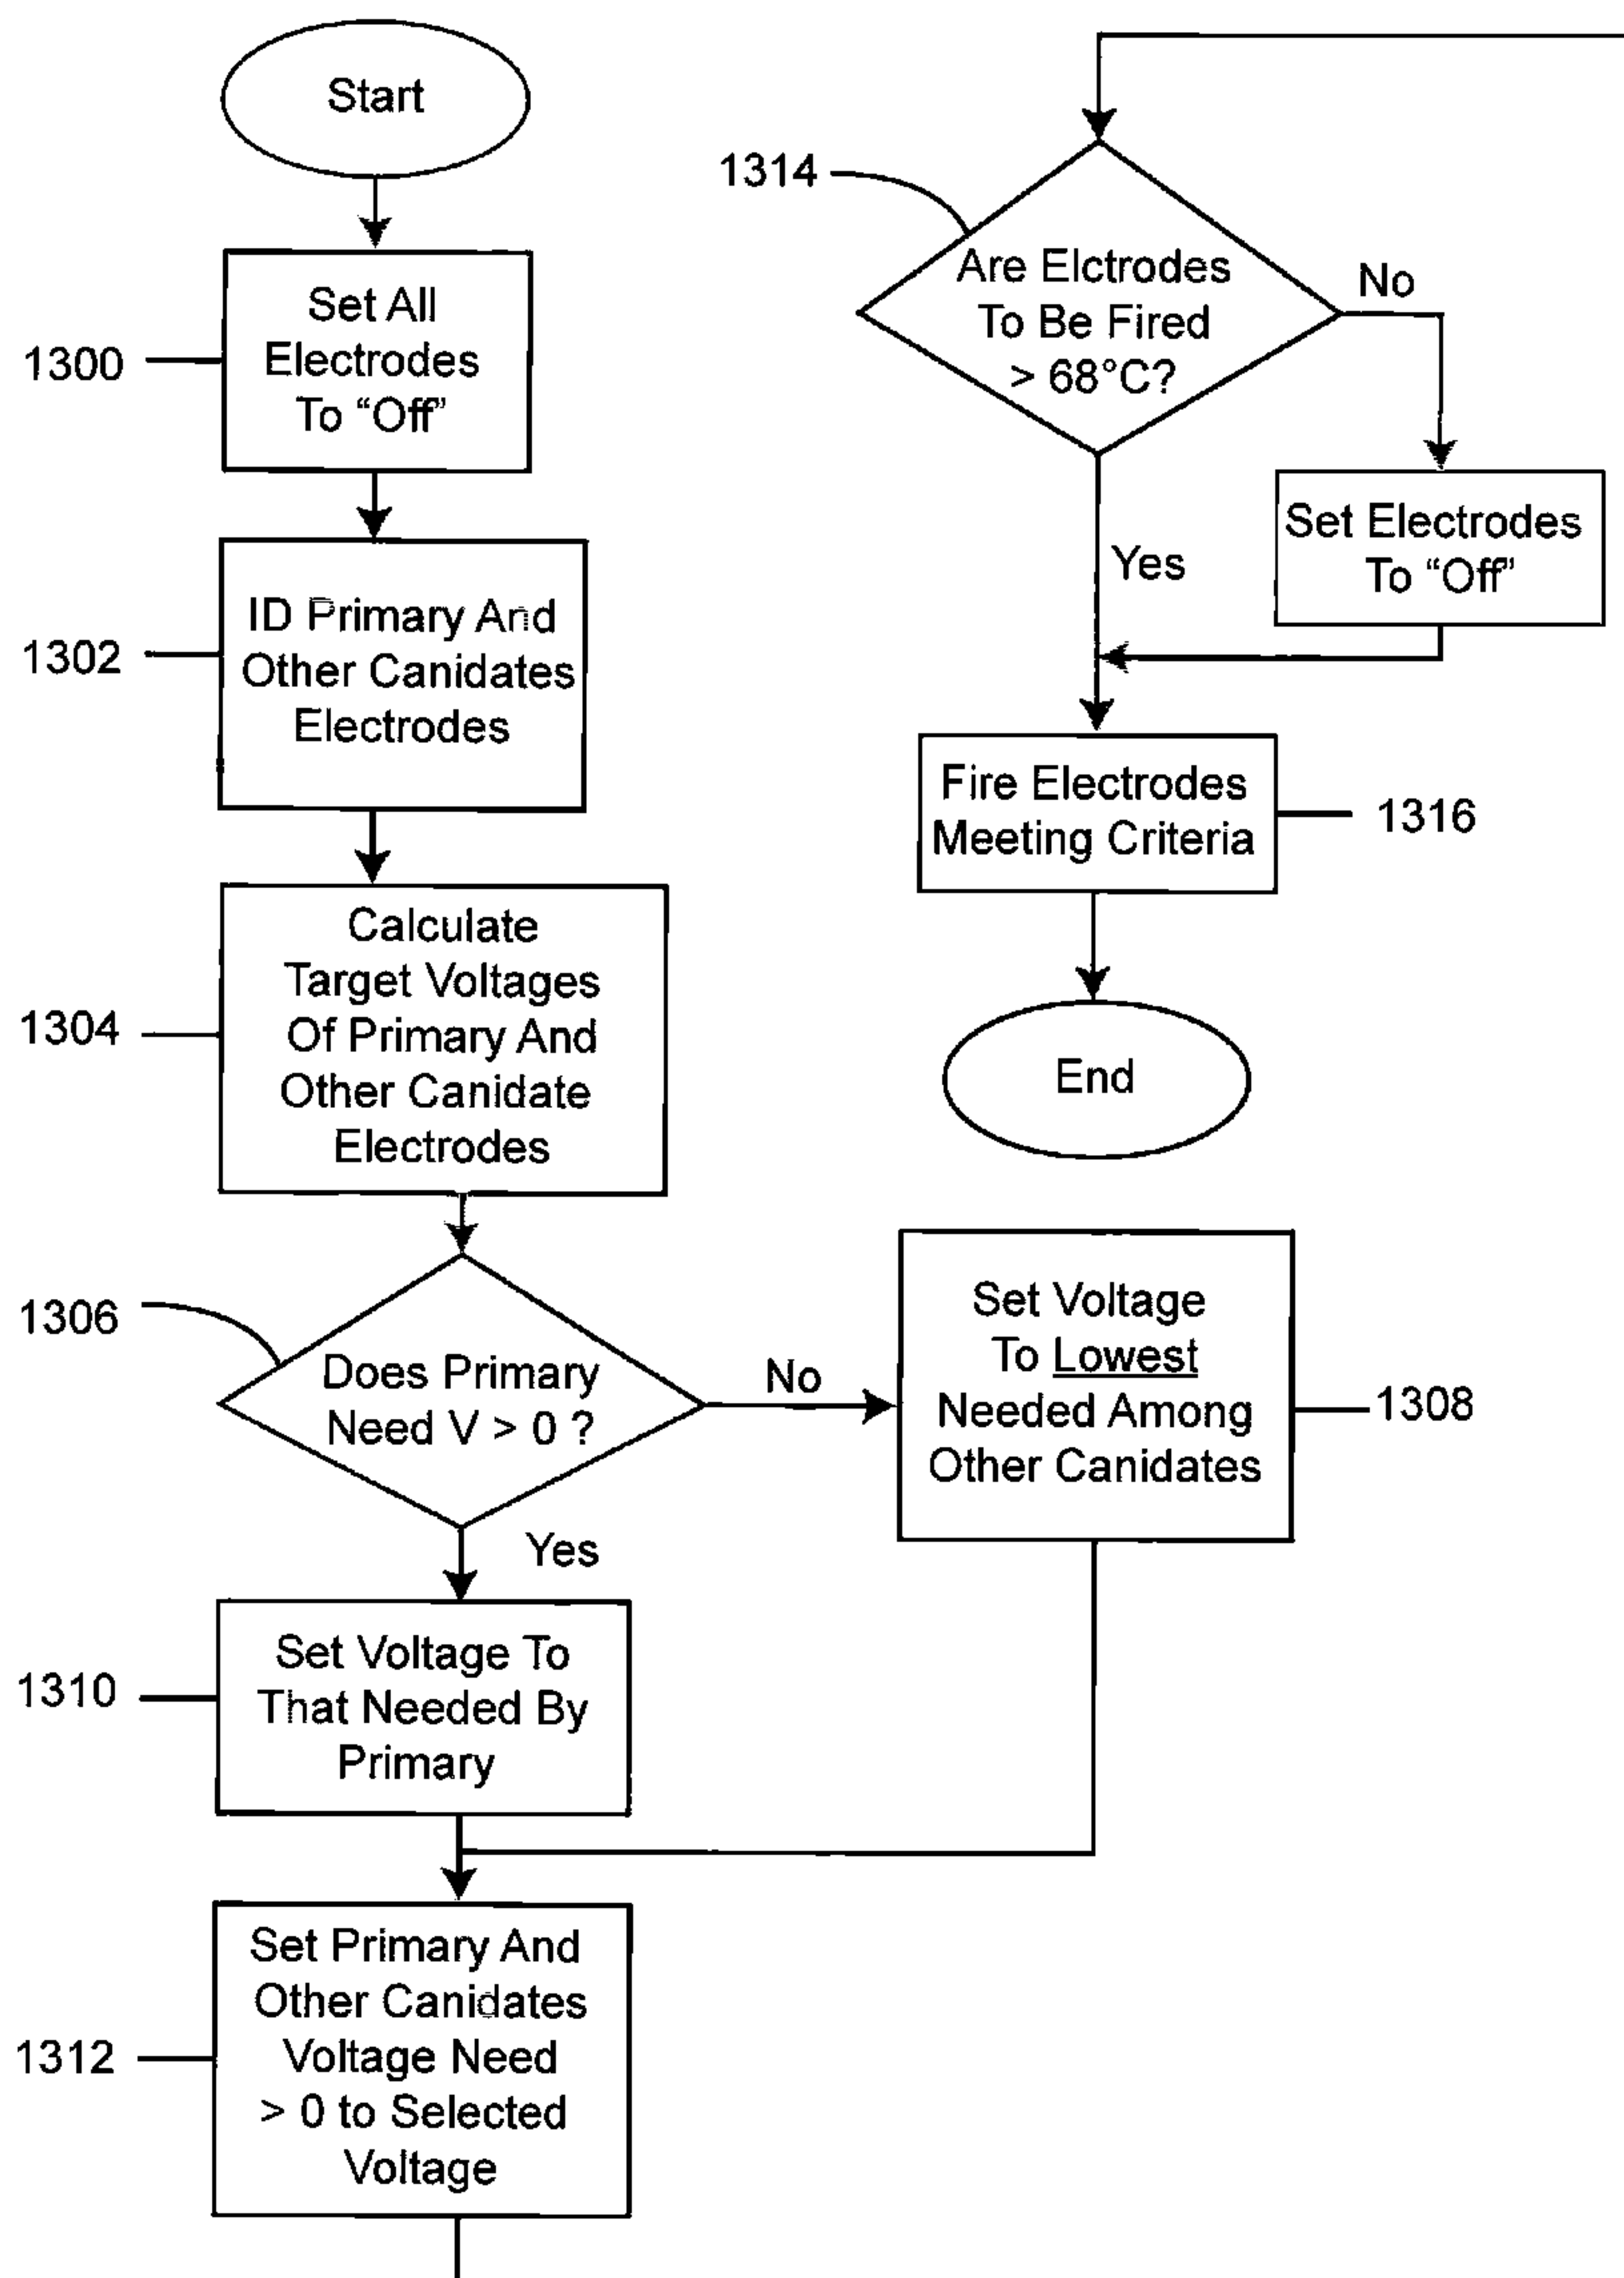 Start
1300
Set All
Electrodes
To “Off”
1302
ID Primary And
Other Canidates
Electrodes
1304
Calculate
Target Voltages
Of Primary And
Other Canidate
Electrodes
1306
Does Primary
Need V > 0 ?
No
Yes
Set Voltage
To Lowest
Needed Among
Other Canidates
1308
1310
Set Voltage To
That Needed By
Primary
1312
Set Primary And
Other Canidates
Voltage Need
> 0 to Selected
Voltage
1314
Are Elctrodes
To Be Fired
> 68°C?
No
Set Electrodes
To “Off”
Yes
Fire Electrodes
Meeting Criteria
1316
End